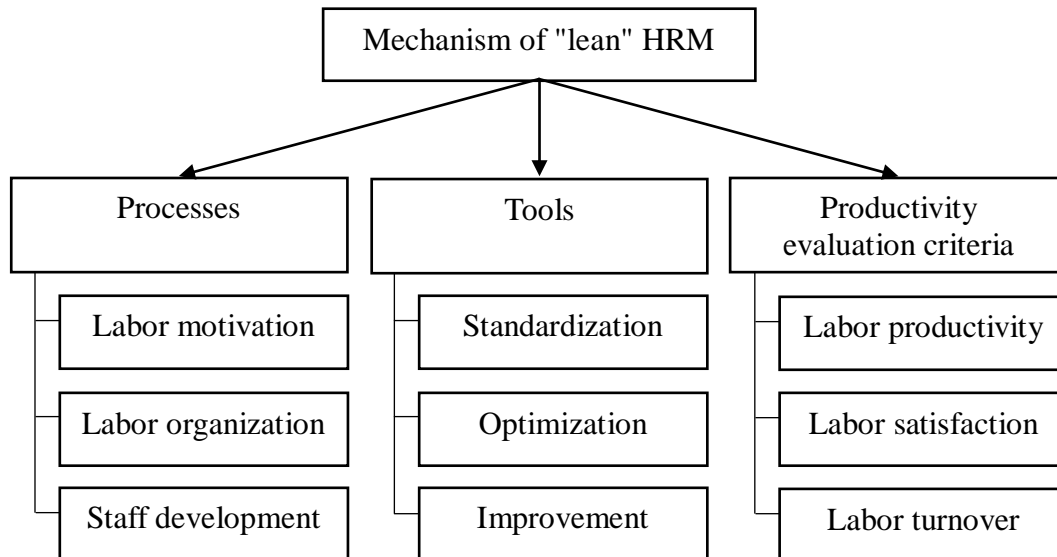 Mechanism of "lean" HRM
Processes
Tools
Productivity
evaluation criteria
Labor motivation
Standardization
Labor productivity
Labor organization
Optimization
Labor satisfaction
Staff development
Improvement
Labor turnover